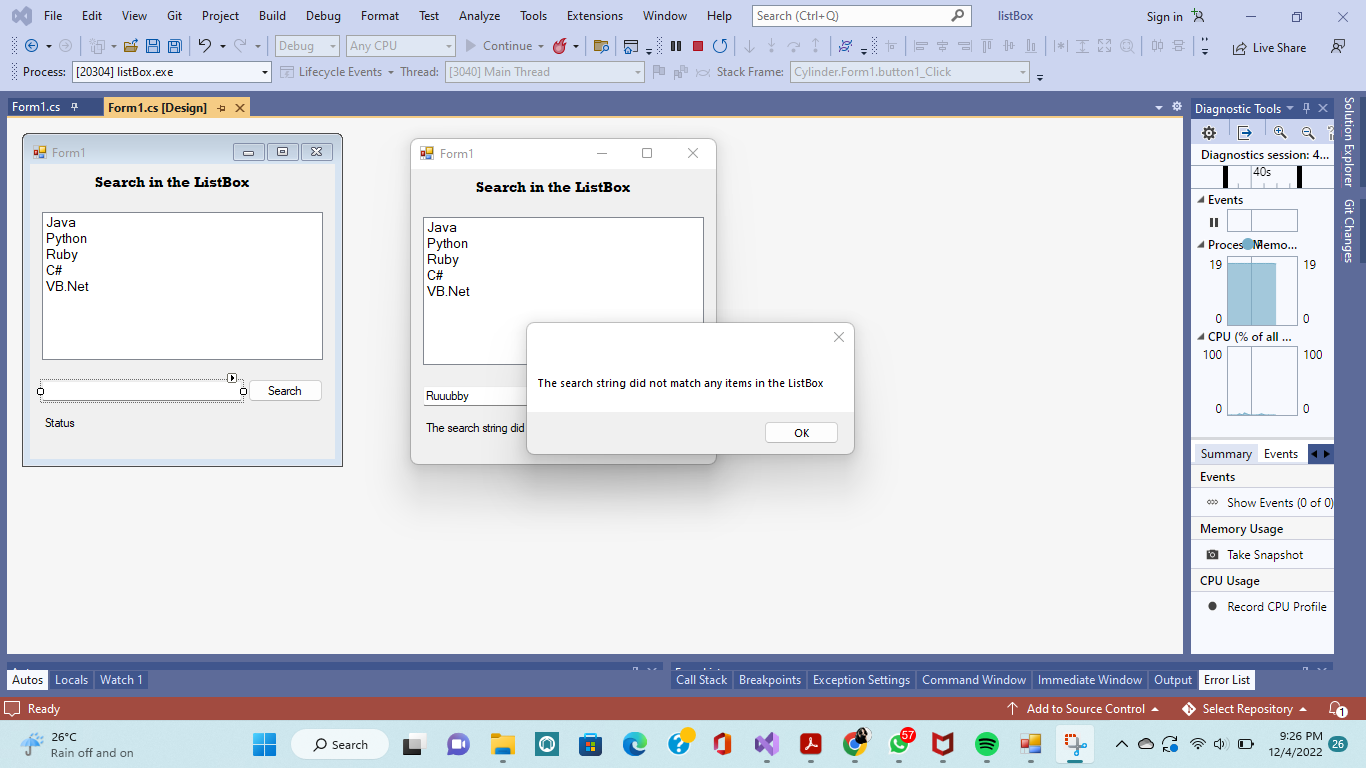 File Edit View Git Project Build Debug Format Test Analyze Tools Extensions Window Help Search (Ctrl+Q) listBox Sign in
Debug Any CPU Continue Live Share
Process: [20304] listBox.exe Lifecycle Events Thread: [3040] Main Thread Stack Frame: Cylinder.Form1.button1_Click
Form1.cs Form1.cs [Design]
Form1
Search in the ListBox
Java
Python
Ruby
C#
VB.Net
Search
Status
Form1
Search in the ListBox
Java
Python
Ruby
C#
VB.Net
Ruuubby
The search string did
The search string did not match any items in the ListBox
OK
Diagnostic Tools
Diagnostics session: 4...
40s
Events
Process Memo...
19 19
0 0
CPU (% of all ...
100 100
0 0
Summary Events
Events
Show Events (0 of 0)
Memory Usage
Take Snapshot
CPU Usage
Record CPU Profile
Solution Explorer
Git Changes
Autos Locals Watch 1
Call Stack Breakpoints Exception Settings Command Window Immediate Window Output Error List
Ready Add to Source Control Select Repository 1
26°C
Rain off and on
Search
57
9:26 PM
12/4/2022
26